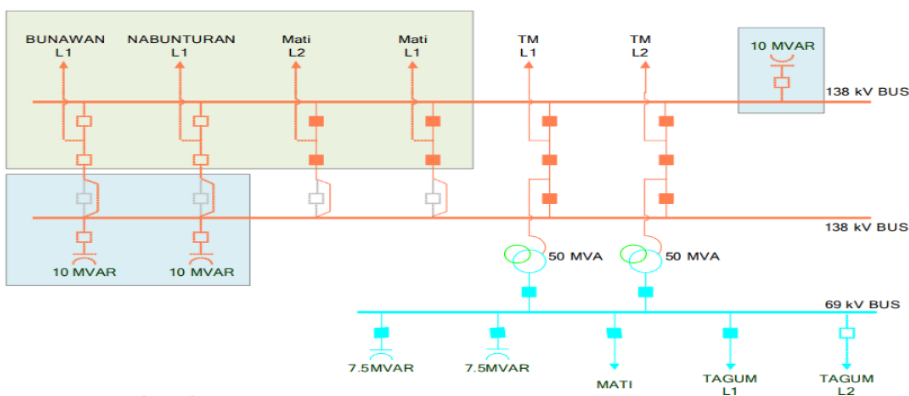 BUNAWAN
L1
NABUNTURAN
L1
Mati
L2
Mati
L1
TM
L1
TM
L2
10 MVAR
138 kV BUS
138 kV BUS
10 MVAR
10 MVAR
50 MVA
50 MVA
69 kV BUS
7.5MVAR
7.5MVAR
MATI
TAGUM
L1
TAGUM
L2